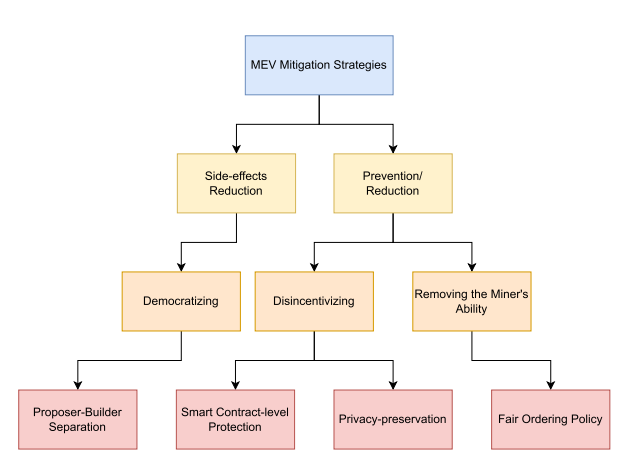 MEV Mitigation Strategies
Side-effects
Reduction
Prevention/
Reduction
Democratizing
Disincentivizing
Removing the Miner's
Ability
Proposer-Builder
Separation
Smart Contract-level
Protection
Privacy-preservation
Fair Ordering Policy